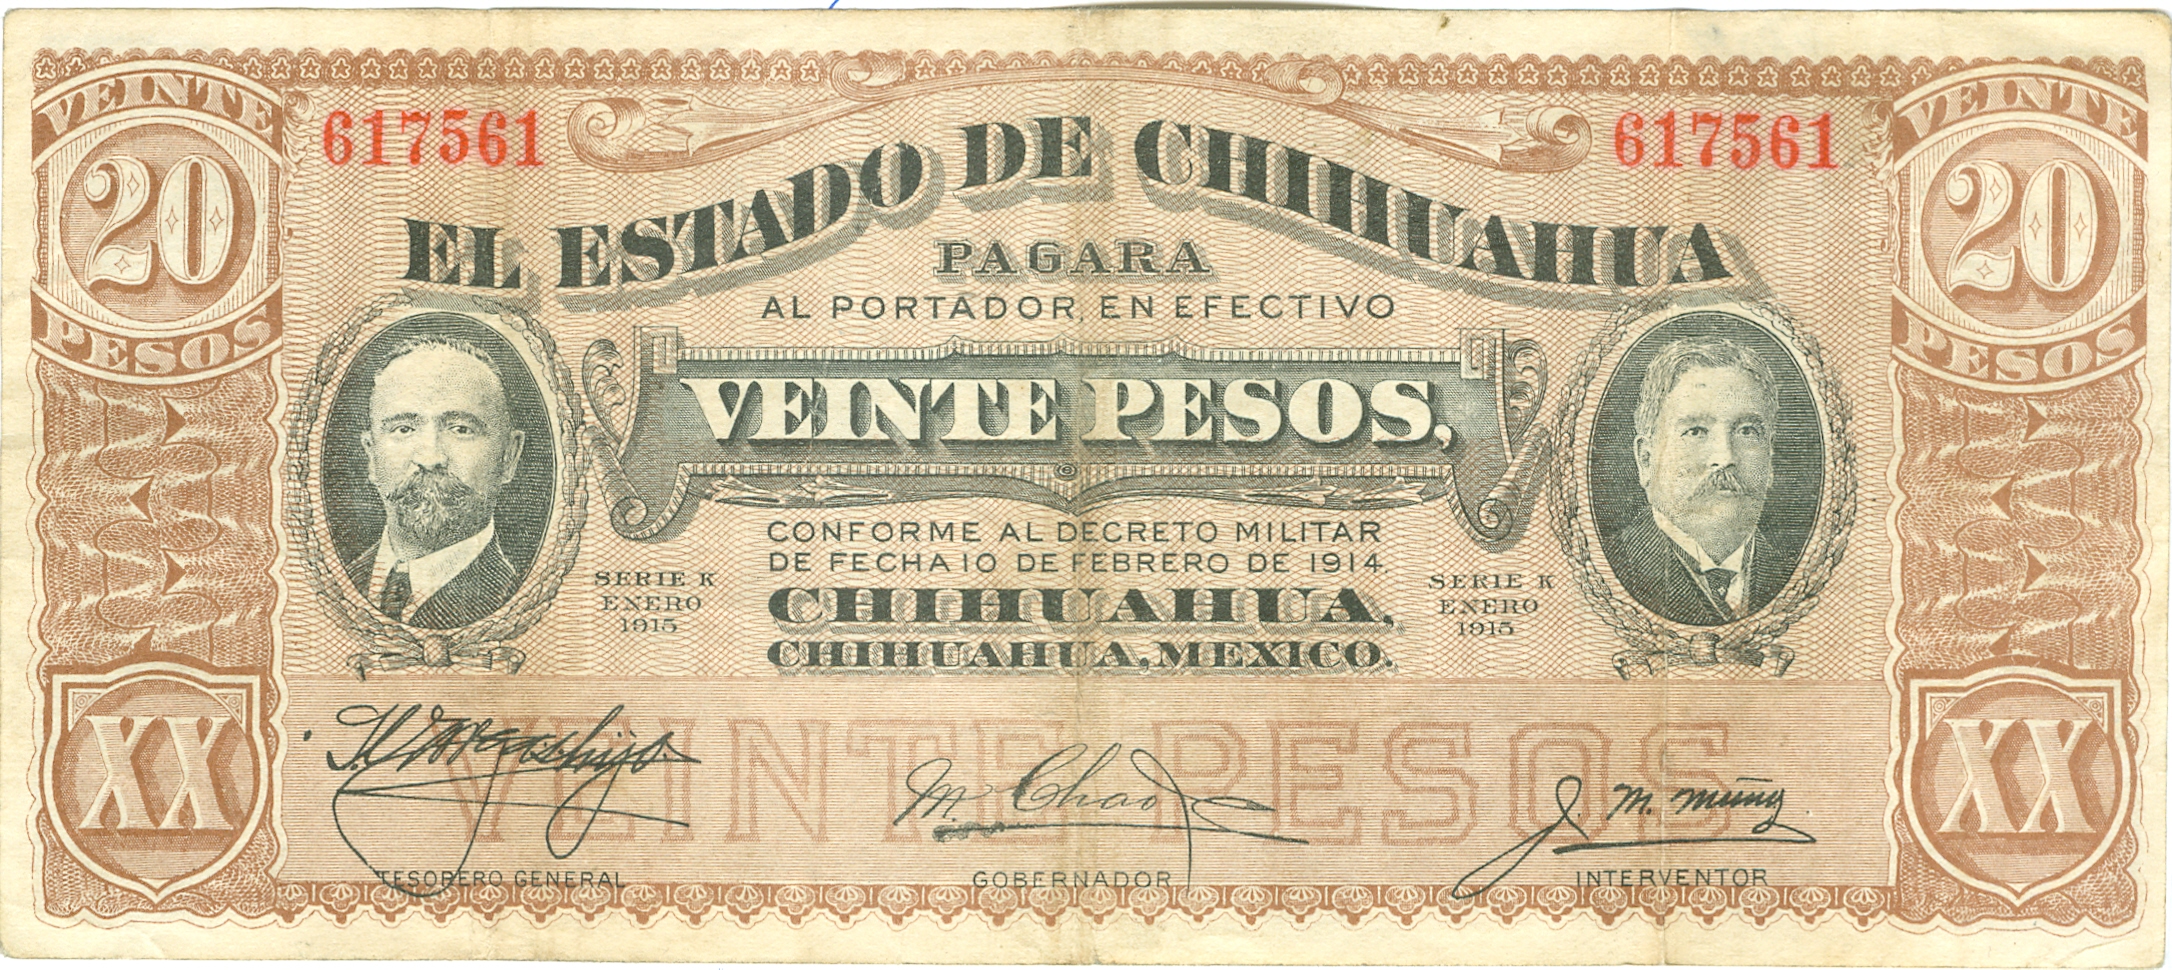 VEINTE
20
PESOS
617561
EL ESTADO DE CHIHUAHUA
617561
VEINTE
20
PESOS
PAGARA
AL PORTADOR, EN EFECTIVO
VEINTE PESOS,
CONFORME AL DECRETO MILITAR
DE FECHA 10 DE FEBRERO DE 1914.
CHIHUAHUA,
CHIHUAHUA, MEXICO.
SERIE K
ENERO
1915
SERIE K
ENERO
1915
XX
VEINTE PESOS
XX
M. Chao
TESORERO GENERAL
GOBERNADOR
INTERVENTOR